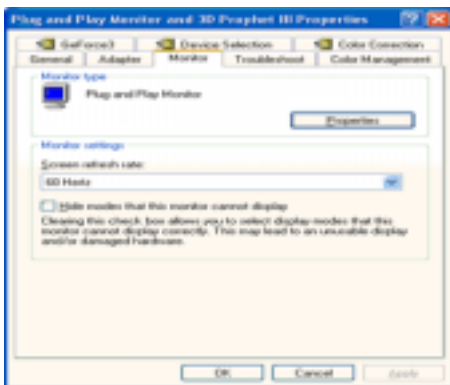 Plug and Play Monitor and 3D Prophet III Properties
GeForce3 Device Selection Color Correction
General Adapter Monitor Troubleshoot Color Management
Monitor type
Plug and Play Monitor
Properties
Monitor settings
Screen refresh rate:
60 Hertz
Hide modes that this monitor cannot display
Clearing this check box allows you to select display modes that this
monitor cannot display correctly. This may lead to an unusable display
and/or damaged hardware.
OK Cancel Apply